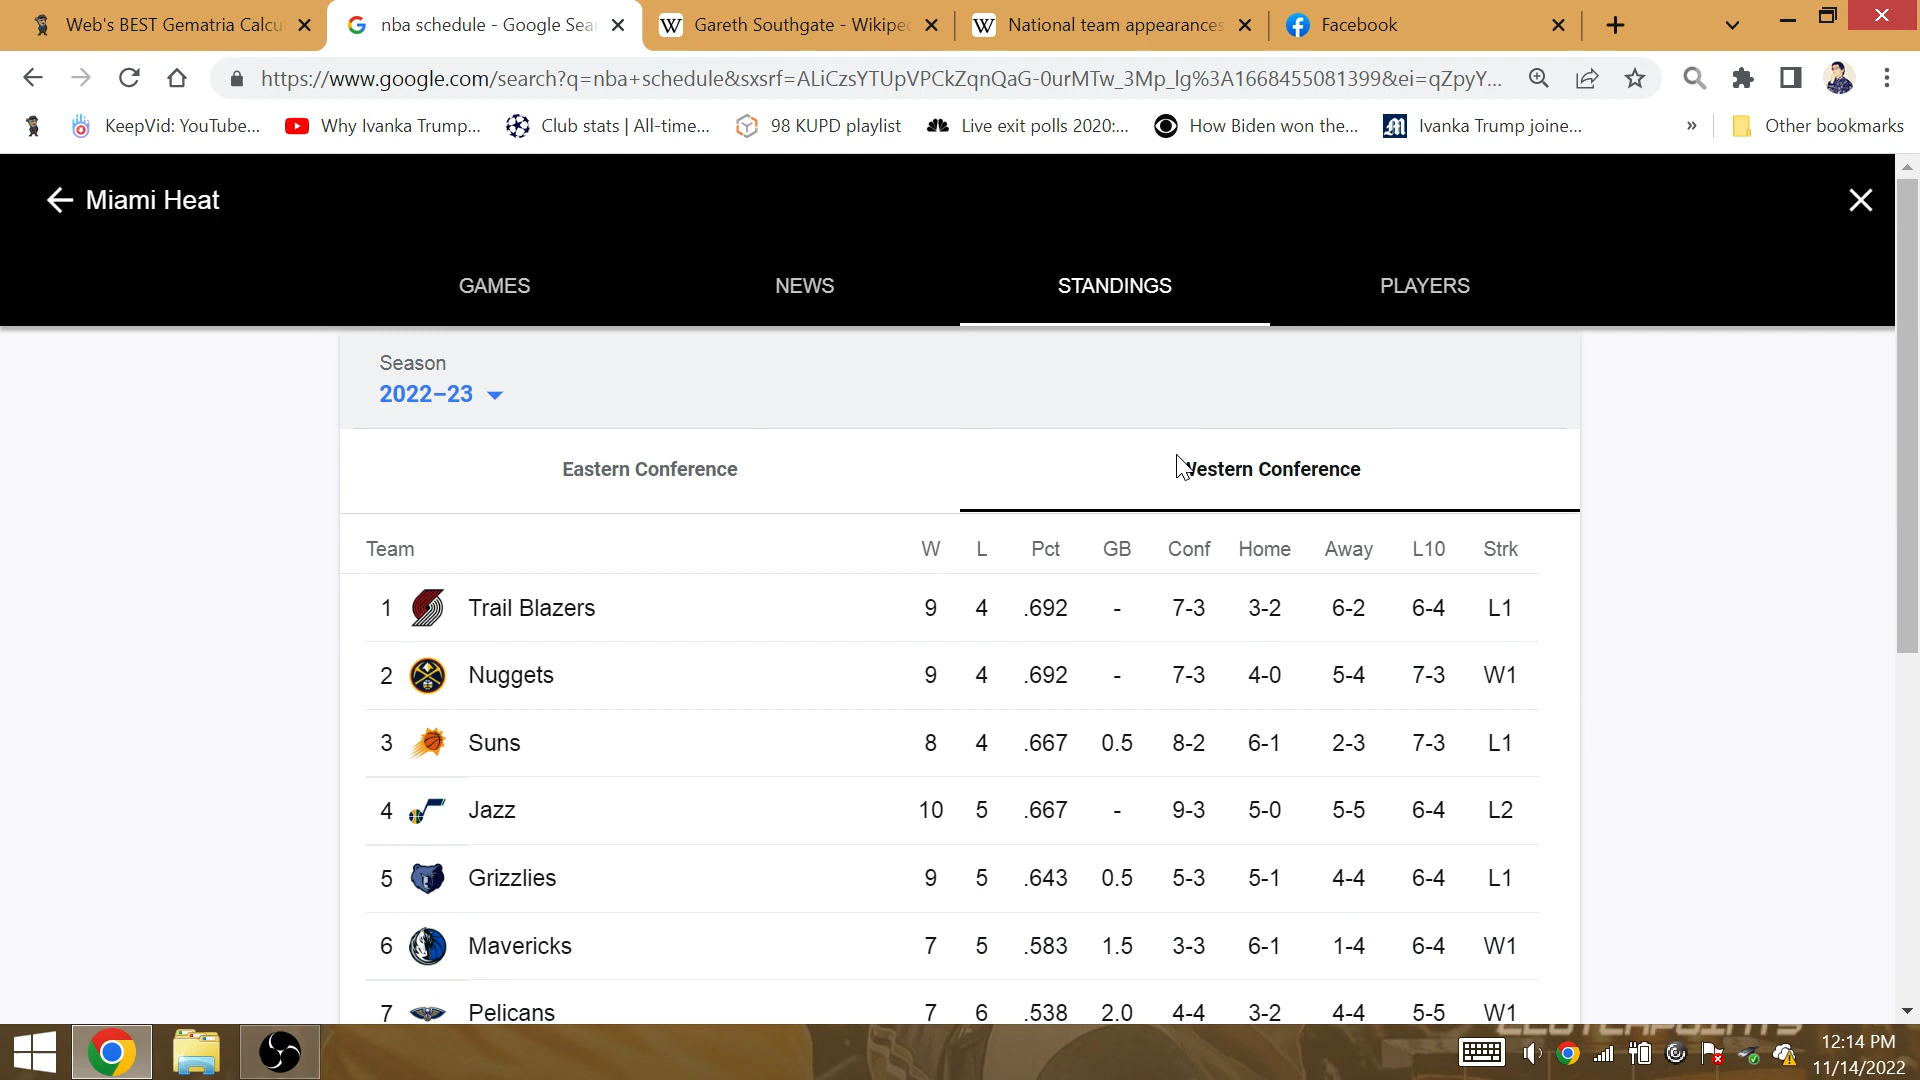 Web's BEST Gematria Calcu
nba schedule - Google Sear
Gareth Southgate - Wikiped
National team appearances
Facebook
https://www.google.com/search?q=nba+schedule&sxsrf=ALiCzsYTUpVPCkZqnQaG-0urMTw_3Mp_lg%3A1668455081399&ei=qZpyY...
KeepVid: YouTube...
Why Ivanka Trump...
Club stats | All-time...
98 KUPD playlist
Live exit polls 2020:...
How Biden won the...
Ivanka Trump joine...
»
Other bookmarks
Miami Heat
GAMES NEWS STANDINGS PLAYERS
Season
2022–23
Eastern Conference
Western Conference
Team W L Pct GB Conf Home Away L10 Strk
1 Trail Blazers 9 4 .692 - 7-3 3-2 6-2 6-4 L1
2 Nuggets 9 4 .692 - 7-3 4-0 5-4 7-3 W1
3 Suns 8 4 .667 0.5 8-2 6-1 2-3 7-3 L1
4 Jazz 10 5 .667 - 9-3 5-0 5-5 6-4 L2
5 Grizzlies 9 5 .643 0.5 5-3 5-1 4-4 6-4 L1
6 Mavericks 7 5 .583 1.5 3-3 6-1 1-4 6-4 W1
7 Pelicans 7 6 .538 2.0 4-4 3-2 4-4 5-5 W1
12:14 PM
11/14/2022